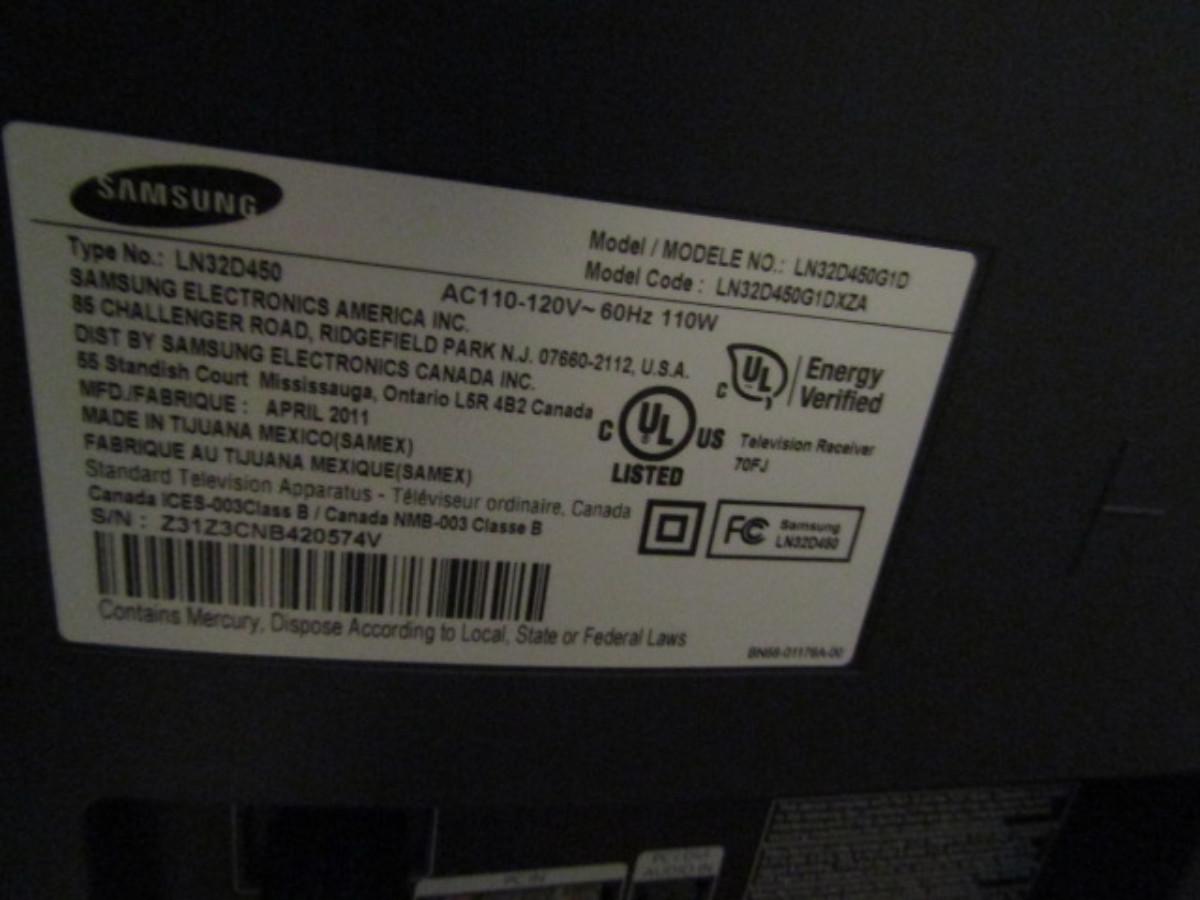 SAMSUNG
Model / MODELE NO.: LN32D450G1D
Model Code : LN32D450G1DXZA
Type No.: LN32D450
AC110-120V~ 60Hz 110W
SAMSUNG ELECTRONICS AMERICA INC.
85 CHALLENGER ROAD, RIDGEFIELD PARK N.J. 07660-2112, U.S.A.
DIST BY SAMSUNG ELECTRONICS CANADA INC.
55 Standish Court Mississauga, Ontario L5R 4B2 Canada
MFD./FABRIQUE : APRIL 2011
MADE IN TIJUANA MEXICO(SAMEX)
FABRIQUE AU TIJUANA MEXIQUE(SAMEX)
Standard Television Apparatus - Téléviseur ordinaire, Canada
Canada ICES-003Class B / Canada NMB-003 Classe B
S/N : Z31Z3CNB420574V
Contains Mercury, Dispose According to Local, State or Federal Laws
C UL Energy Verified
C UL US
LISTED
Television Receiver
70FJ
FC Samsung
LN32D450
BN68-01178A-00